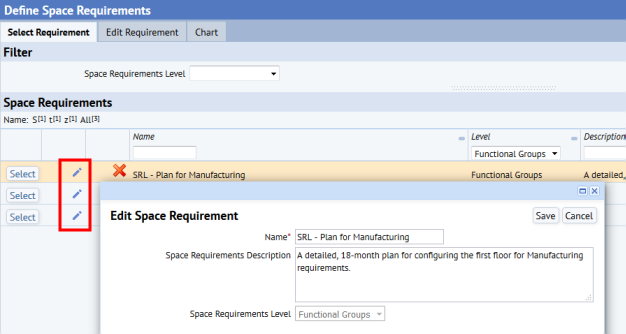 Define Space Requirements
Select Requirement Edit Requirement Chart
Filter
Space Requirements Level
Space Requirements
Name: S[1] t[1] z[1] All[3]
Name Level Description
Functional Groups
Select SRL - Plan for Manufacturing Functional Groups A detailed,
Select
Select
Edit Space Requirement Save Cancel
Name* SRL - Plan for Manufacturing
Space Requirements Description A detailed, 18-month plan for configuring the first floor for Manufacturing
requirements.
Space Requirements Level Functional Groups